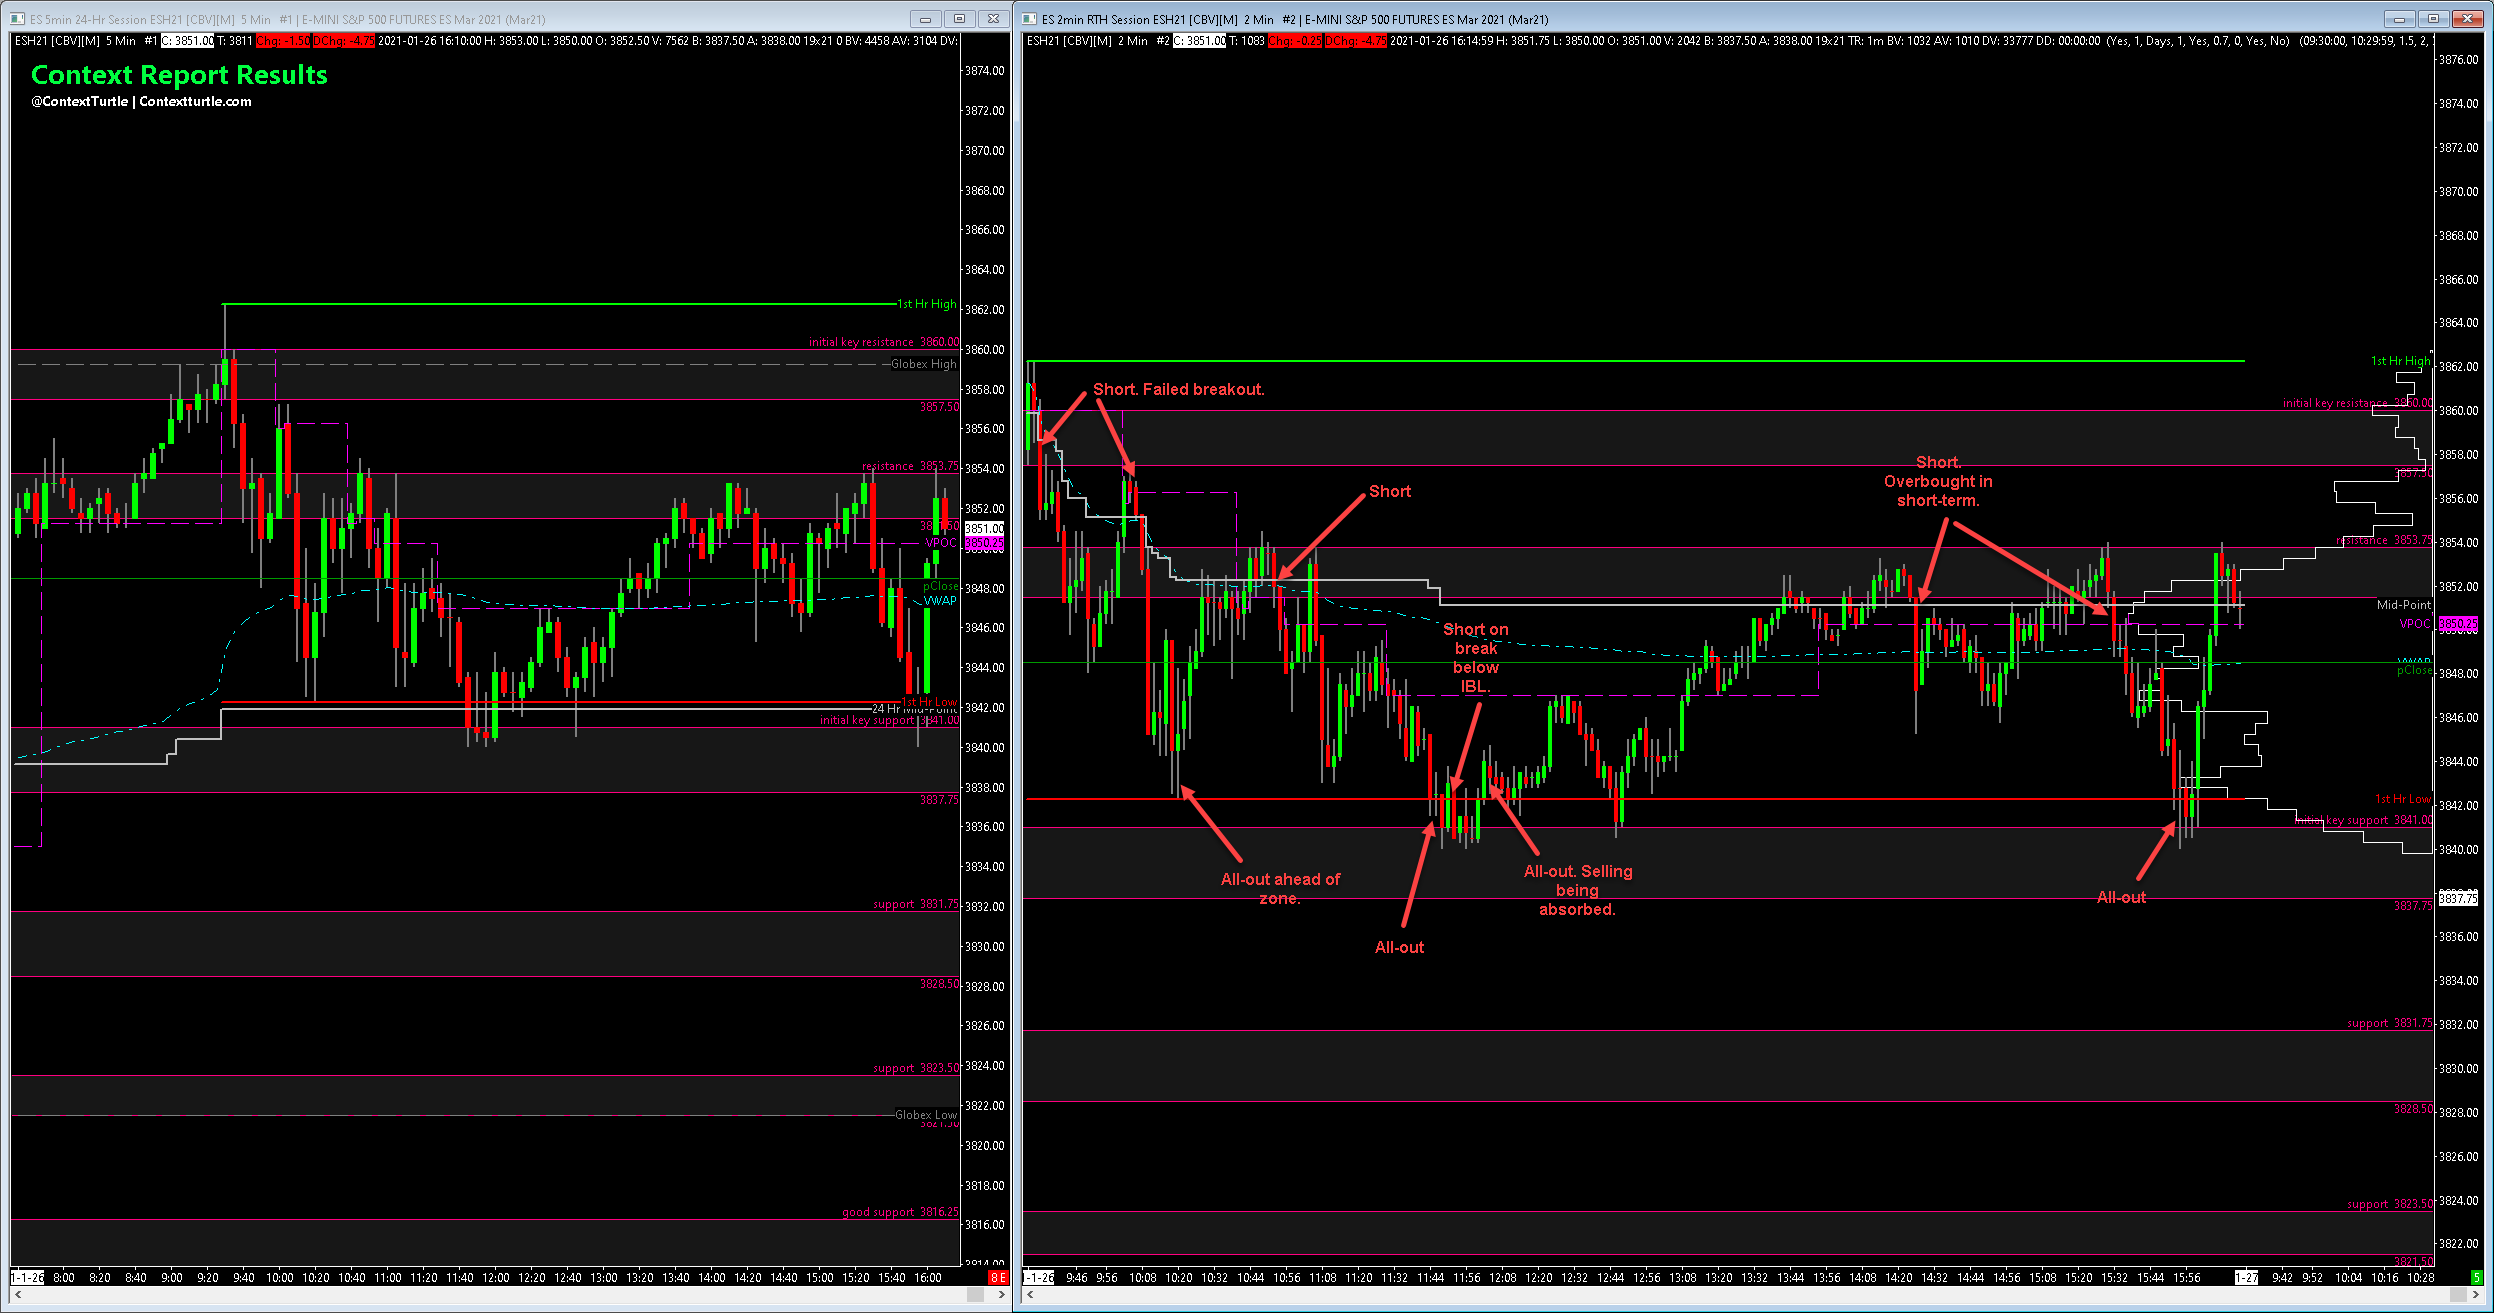 ES 5min 24-Hr Session ESH21 [CBV][M] 5 Min #1 | E-MINI S&P 500 FUTURES ES Mar 2021 (Mar21)
ESH21 [CBV][M] 5 Min #1 C: 3851.00 T: 3811 Chg: -1.50 DChg: -4.75 2021-01-26 16:10:00 H: 3853.00 L: 3850.00 O: 3852.50 V: 7562 B: 3837.50 A: 3838.00 19x21 0 BV: 4458 AV: 3104 DV:
Context Report Results
@ContextTurtle | Contextturtle.com
3874.00
3872.00
3870.00
3868.00
3866.00
3864.00
1st Hr High
3862.00
initial key resistance 3860.00
3860.00
Globex High
3858.00
3857.50
3856.00
resistance 3853.75
3854.00
3852.00
3851.00
VPOC 3850.25
pClose
3848.00
VWAP
3846.00
3844.00
1st Hr Low
3842.00
24 Hr Mid-Point
initial key support 3841.00
3840.00
3838.00
3837.75
3836.00
3834.00
support 3831.75
3832.00
3830.00
3828.50
3828.00
3826.00
3824.00
support 3823.50
3822.00
Globex Low
3821.50
3820.00
3818.00
good support 3816.25
3816.00
3814.00
1-1-26 8:00 8:20 8:40 9:00 9:20 9:40 10:00 10:20 10:40 11:00 11:20 11:40 12:00 12:20 12:40 13:00 13:20 13:40 14:00 14:20 14:40 15:00 15:20 15:40 16:00 8 E
ES 2min RTH Session ESH21 [CBV][M] 2 Min #2 | E-MINI S&P 500 FUTURES ES Mar 2021 (Mar21)
ESH21 [CBV][M] 2 Min #2 C: 3851.00 T: 1083 Chg: -0.25 DChg: -4.75 2021-01-26 16:14:59 H: 3851.75 L: 3850.00 O: 3851.00 V: 2042 B: 3837.50 A: 3838.00 19x21 TR: 1m BV: 1032 AV: 1010 DV: 33777 DD: 00:00:00 (Yes, 1, Days, 1, Yes, 0.7, 0, Yes, No) (09:30:00, 10:29:59, 1.5, 2,
3876.00
3874.00
3872.00
3870.00
3868.00
3866.00
3864.00
1st Hr High
3862.00
Short. Failed breakout.
initial key resistance 3860.00
3860.00
3858.00
Short.
Overbought in
short-term.
3857.50
Short
3856.00
resistance 3853.75
3854.00
3852.00
Mid-Point
VPOC 3850.25
Short on
break
below
IBL.
VWAP
pClose
3848.00
3846.00
3844.00
1st Hr Low
3842.00
initial key support 3841.00
3840.00
All-out ahead of
zone.
All-out. Selling
being
absorbed.
All-out
3837.75
3837.75
All-out
3836.00
3834.00
support 3831.75
3832.00
3830.00
3828.50
3828.00
3826.00
support 3823.50
3824.00
3822.00
3821.50
1-1-26 9:46 9:56 10:08 10:20 10:32 10:44 10:56 11:08 11:20 11:32 11:44 11:56 12:08 12:20 12:32 12:44 12:56 13:08 13:20 13:32 13:44 13:56 14:08 14:20 14:32 14:44 14:56 15:08 15:20 15:32 15:44 15:56 1-27 9:42 9:52 10:04 10:16 10:28 5